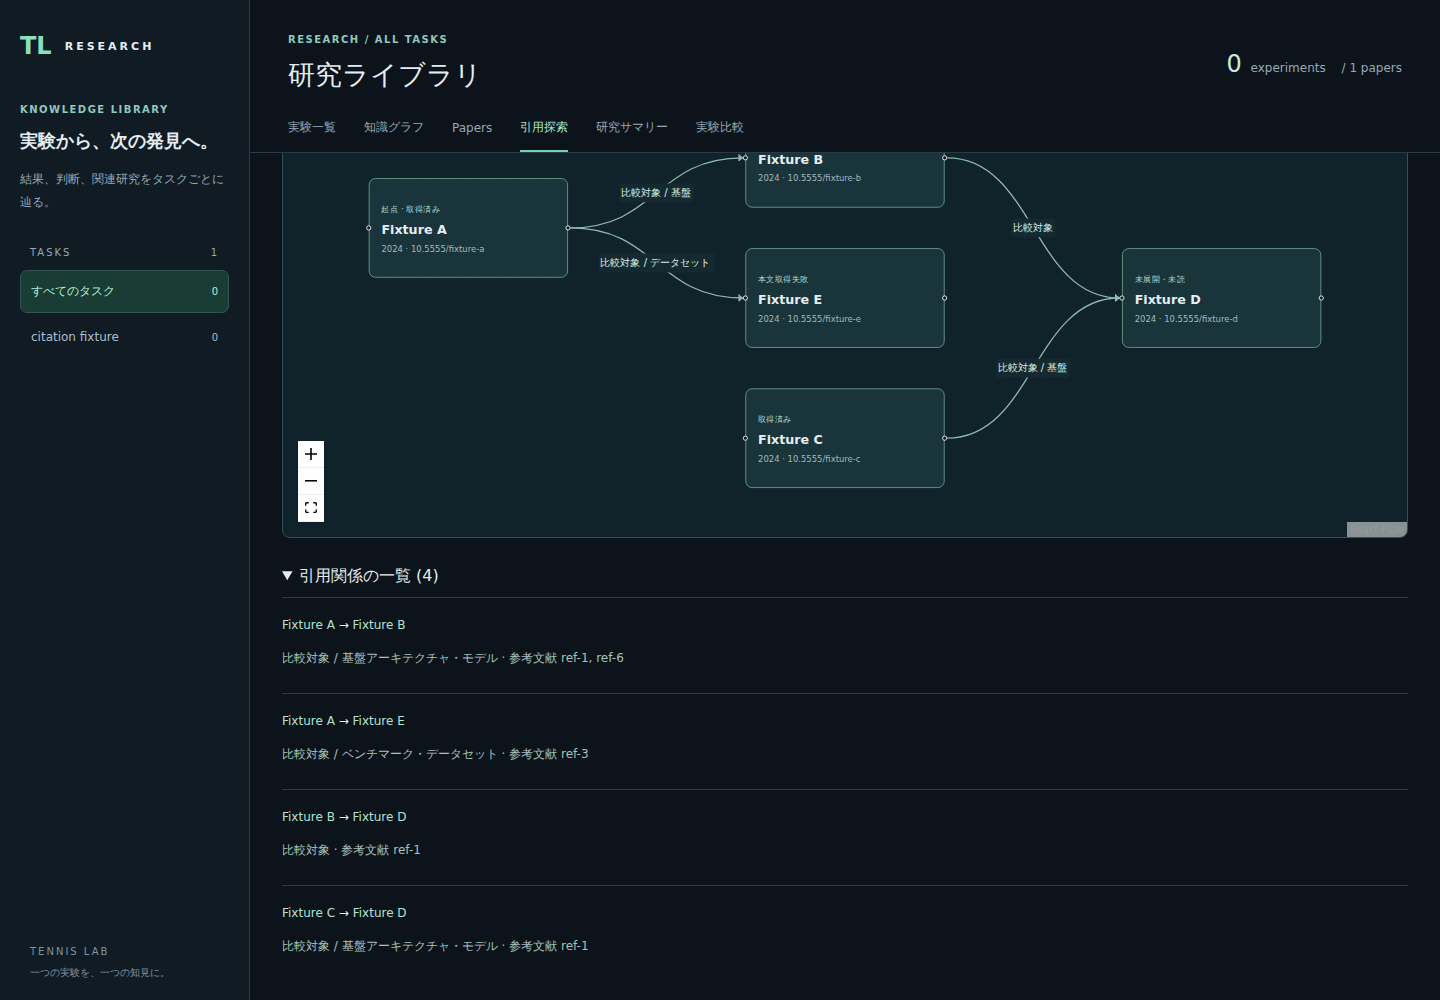 TL RESEARCH
KNOWLEDGE LIBRARY
実験から、次の発見へ。
結果、判断、関連研究をタスクごとに
辿る。
TASKS 1
すべてのタスク 0
citation fixture 0
TENNIS LAB
一つの実験を、一つの知見に。
RESEARCH / ALL TASKS
研究ライブラリ
0 experiments / 1 papers
実験一覧 知識グラフ Papers 引用探索 研究サマリー 実験比較
Fixture B
2024 · 10.5555/fixture-b
起点 · 取得済み
Fixture A
2024 · 10.5555/fixture-a
比較対象 / 基盤
比較対象 / データセット
比較対象
本文取得失敗
Fixture E
2024 · 10.5555/fixture-e
未展開 · 未読
Fixture D
2024 · 10.5555/fixture-d
比較対象 / 基盤
取得済み
Fixture C
2024 · 10.5555/fixture-c
▼ 引用関係の一覧 (4)
Fixture A → Fixture B
比較対象 / 基盤アーキテクチャ・モデル · 参考文献 ref-1, ref-6
Fixture A → Fixture E
比較対象 / ベンチマーク・データセット · 参考文献 ref-3
Fixture B → Fixture D
比較対象 · 参考文献 ref-1
Fixture C → Fixture D
比較対象 / 基盤アーキテクチャ・モデル · 参考文献 ref-1